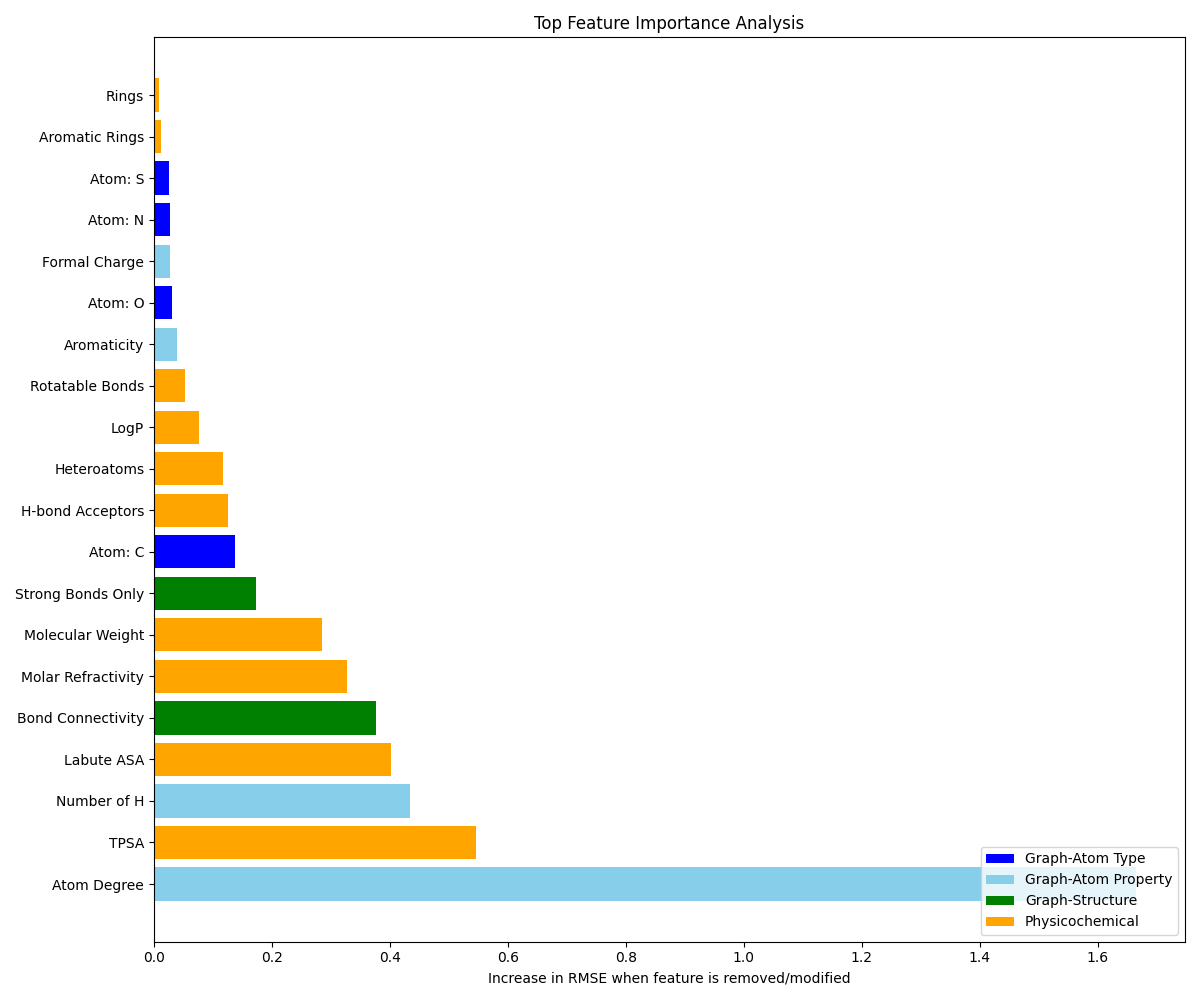 Top Feature Importance Analysis
Rings
Aromatic Rings
Atom: S
Atom: N
Formal Charge
Atom: O
Aromaticity
Rotatable Bonds
LogP
Heteroatoms
H-bond Acceptors
Atom: C
Strong Bonds Only
Molecular Weight
Molar Refractivity
Bond Connectivity
Labute ASA
Number of H
TPSA
Atom Degree
Graph-Atom Type
Graph-Atom Property
Graph-Structure
Physicochemical
0.0 0.2 0.4 0.6 0.8 1.0 1.2 1.4 1.6
Increase in RMSE when feature is removed/modified